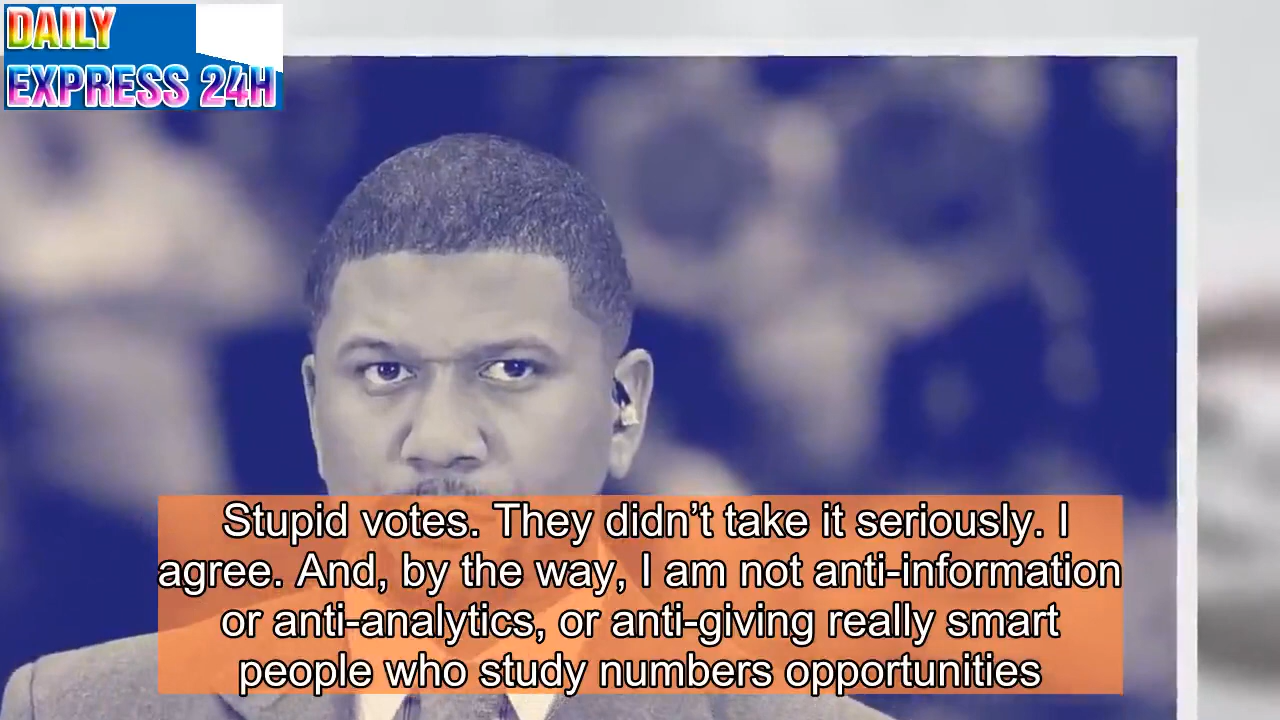 DAILY
EXPRESS 24H
Stupid votes. They didn’t take it seriously. I
agree. And, by the way, I am not anti-information
or anti-analytics, or anti-giving really smart
people who study numbers opportunities